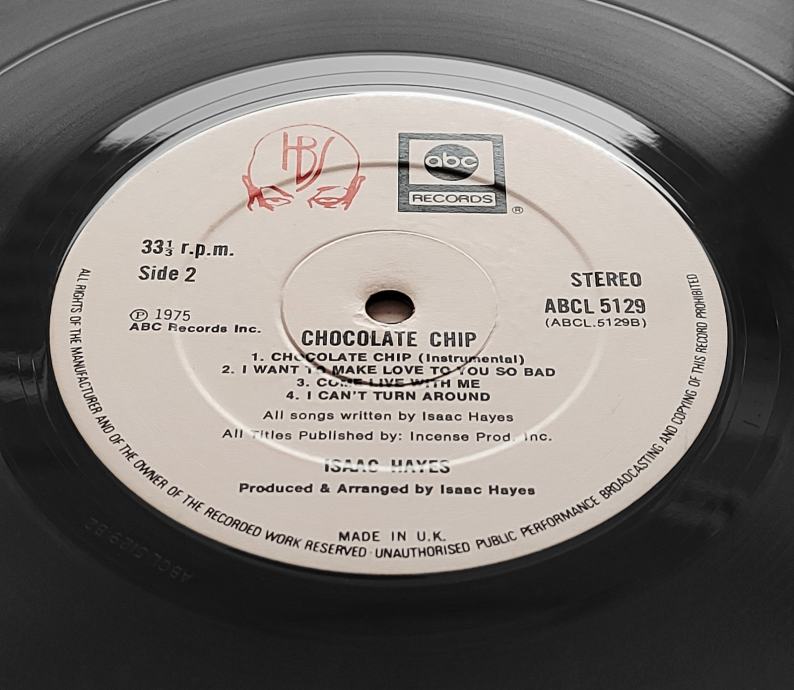 HBS
abc
RECORDS
®
33⅓ r.p.m.
Side 2
STEREO
ABCL 5129
(ABCL.5129B)
Ⓟ 1975
ABC Records Inc.
CHOCOLATE CHIP
1. CHOCOLATE CHIP (Instrumental)
2. I WANT TO MAKE LOVE TO YOU SO BAD
3. COME LIVE WITH ME
4. I CAN'T TURN AROUND
All songs written by Isaac Hayes
All Titles Published by: Incense Prod. Inc.
ISAAC HAYES
Produced & Arranged by Isaac Hayes
MADE IN U.K.
ALL RIGHTS OF THE MANUFACTURER AND OF THE OWNER OF THE RECORDED WORK RESERVED · UNAUTHORISED PUBLIC PERFORMANCE BROADCASTING AND COPYING OF THIS RECORD PROHIBITED
ABCL 5129 B2